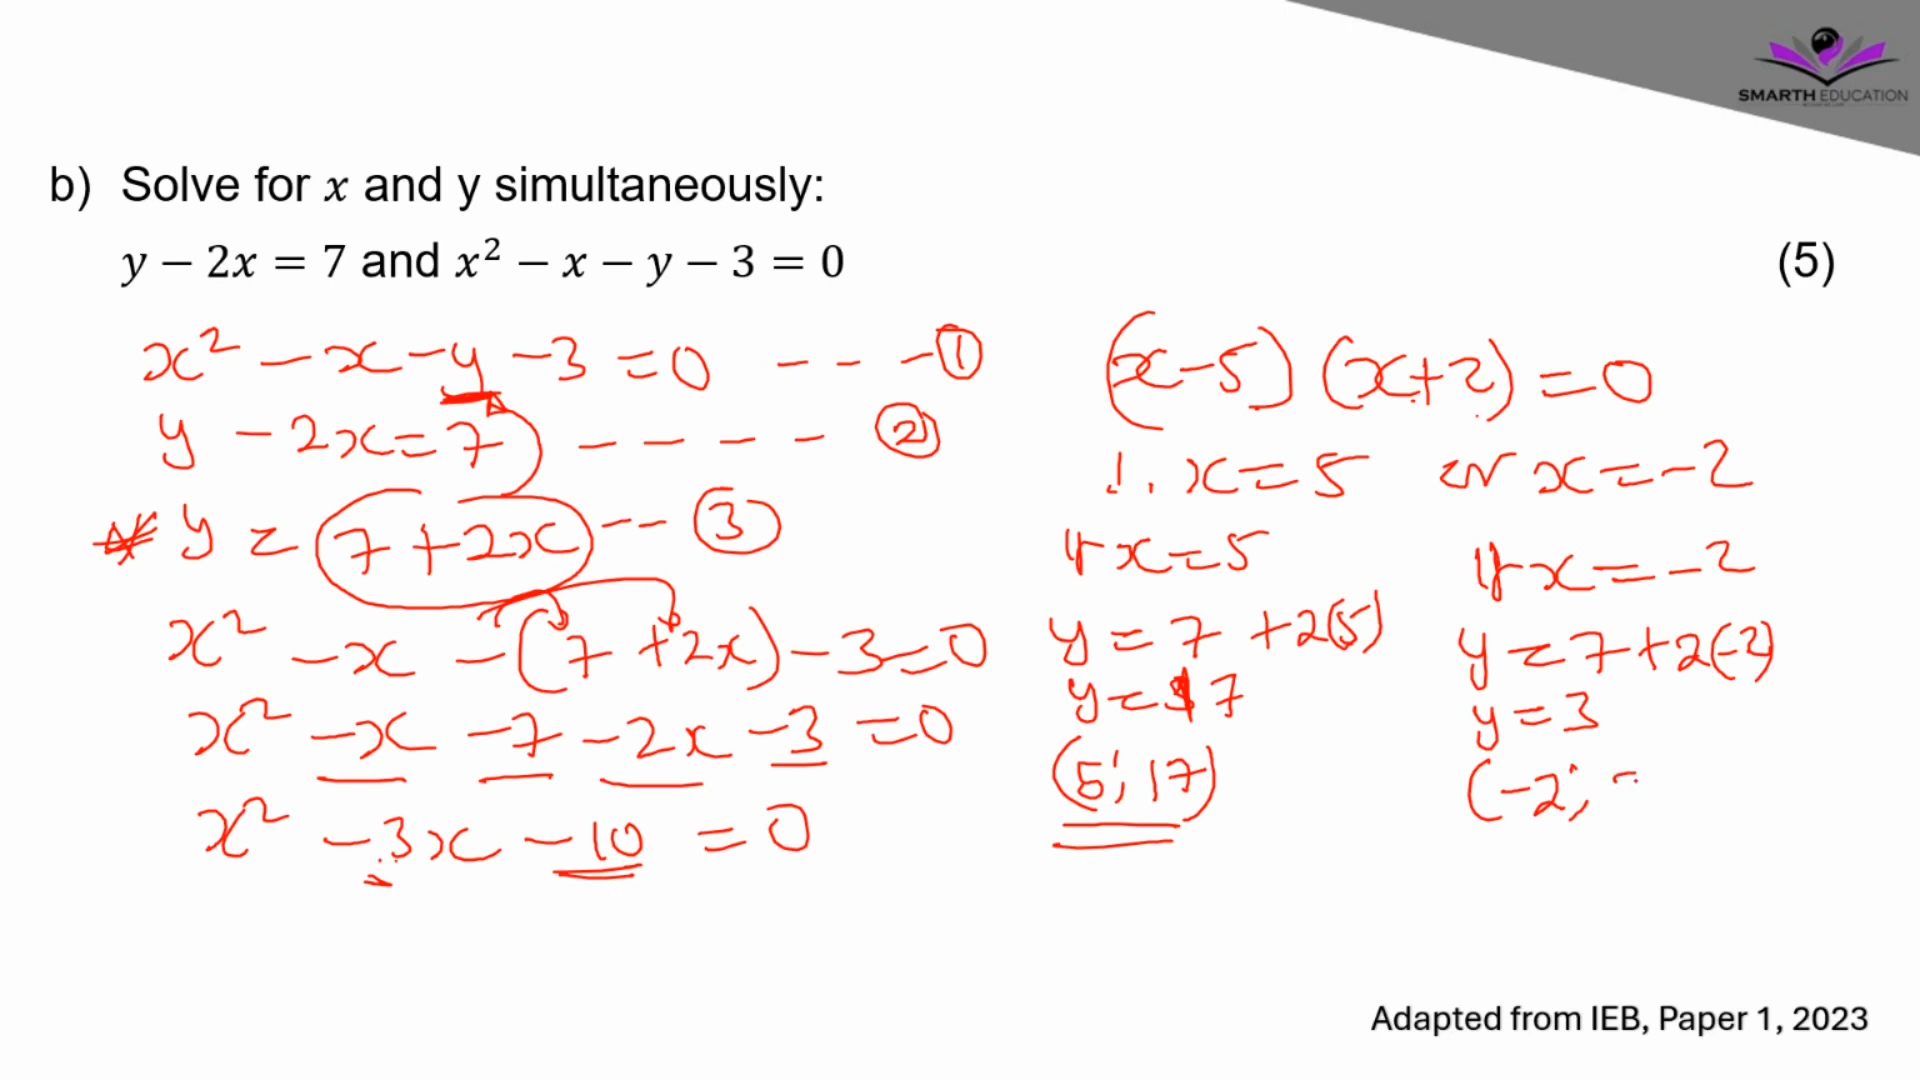 SMARTH EDUCATION
b) Solve for x and y simultaneously:
y − 2x = 7 and x² − x − y − 3 = 0 (5)
x² − x − y − 3 = 0 - - - ①
y − 2x = 7 - - - - ②
y = 7 + 2x - - ③
x² − x − (7 + 2x) − 3 = 0
x² − x − 7 − 2x − 3 = 0
x² − 3x − 10 = 0
(x − 5) (x + 2) = 0
∴ x = 5 or x = −2
If x = 5
y = 7 + 2(5)
y = 17
(5; 17)
If x = −2
y = 7 + 2(−2)
y = 3
(−2;
Adapted from IEB, Paper 1, 2023